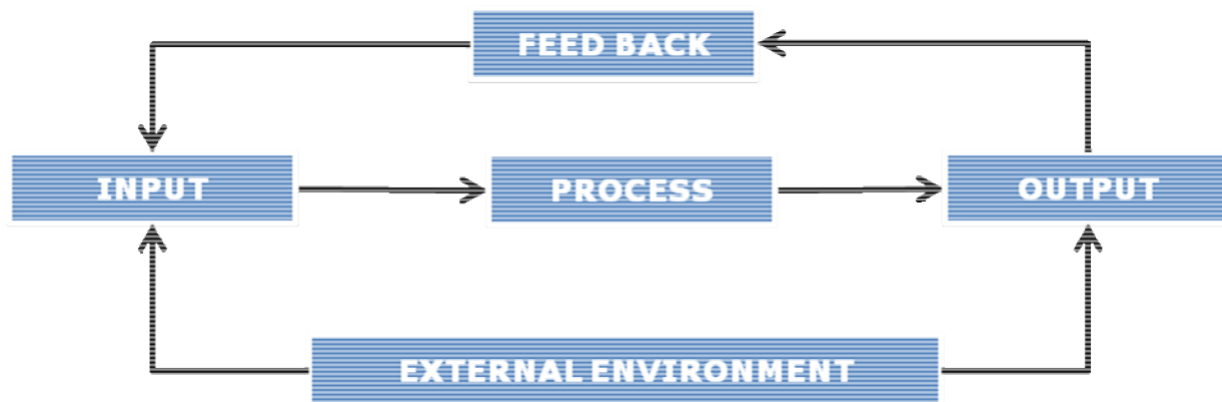 FEED BACK
INPUT
PROCESS
OUTPUT
EXTERNAL ENVIRONMENT